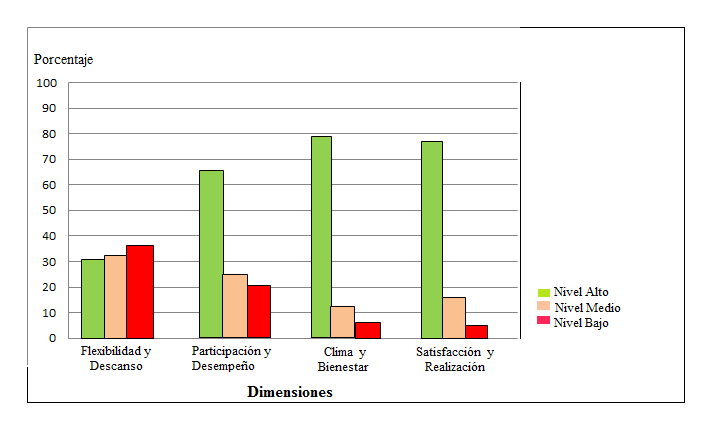 Porcentaje
100
90
80
70
60
50
40
30
20
10
0
Flexibilidad y
Descanso
Participación y
Desempeño
Clima y
Bienestar
Satisfacción y
Realización
Dimensiones
Nivel Alto
Nivel Medio
Nivel Bajo